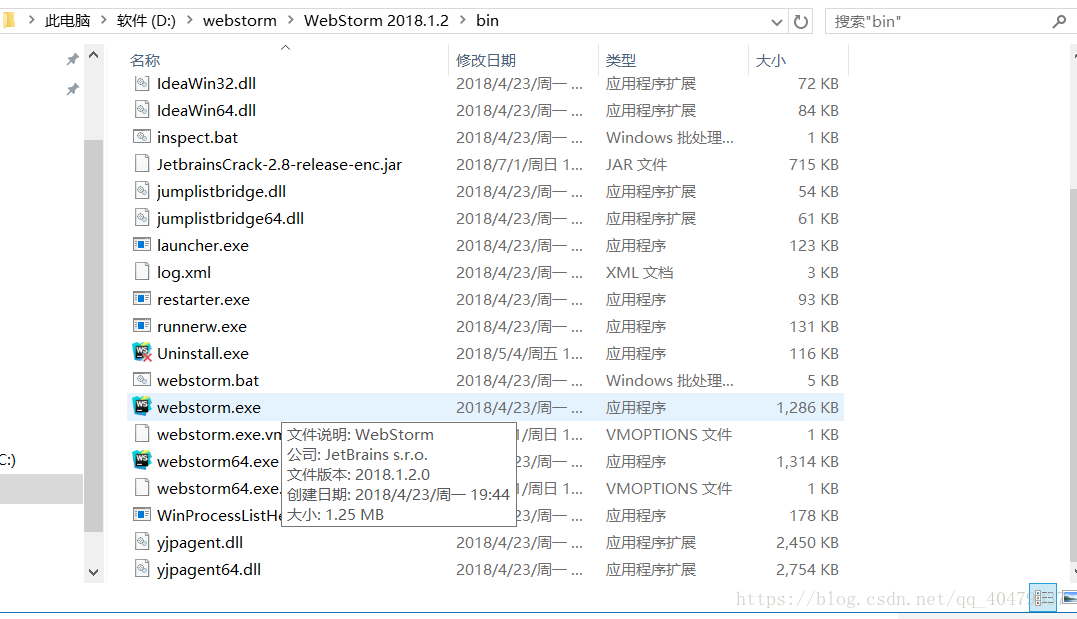 此电脑 > 软件 (D:) > webstorm > WebStorm 2018.1.2 > bin 搜索"bin"
名称 修改日期 类型 大小
IdeaWin32.dll 2018/4/23/周一 ... 应用程序扩展 72 KB
IdeaWin64.dll 2018/4/23/周一 ... 应用程序扩展 84 KB
inspect.bat 2018/4/23/周一 ... Windows 批处理... 1 KB
JetbrainsCrack-2.8-release-enc.jar 2018/7/1/周日 1... JAR 文件 715 KB
jumplistbridge.dll 2018/4/23/周一 ... 应用程序扩展 54 KB
jumplistbridge64.dll 2018/4/23/周一 ... 应用程序扩展 61 KB
launcher.exe 2018/4/23/周一 ... 应用程序 123 KB
log.xml 2018/4/23/周一 ... XML 文档 3 KB
restarter.exe 2018/4/23/周一 ... 应用程序 93 KB
runnerw.exe 2018/4/23/周一 ... 应用程序 131 KB
Uninstall.exe 2018/5/4/周五 1... 应用程序 116 KB
webstorm.bat 2018/4/23/周一 ... Windows 批处理... 5 KB
webstorm.exe 2018/4/23/周一 ... 应用程序 1,286 KB
webstorm.exe.vm 1/周日 1... VMOPTIONS 文件 1 KB
文件说明: WebStorm
公司: JetBrains s.r.o.
文件版本: 2018.1.2.0
创建日期: 2018/4/23/周一 19:44
大小: 1.25 MB
C:)
webstorm64.exe 23/周一 ... 应用程序 1,314 KB
webstorm64.exe. 1/周日 1... VMOPTIONS 文件 1 KB
WinProcessListHe 23/周一 ... 应用程序 178 KB
yjpagent.dll 2018/4/23/周一 ... 应用程序扩展 2,450 KB
yjpagent64.dll 2018/4/23/周一 ... 应用程序扩展 2,754 KB
https://blog.csdn.net/qq_40479